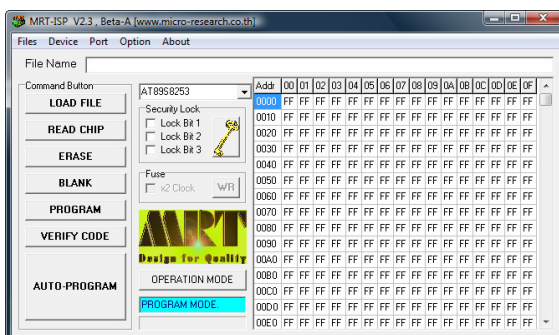 MRT-ISP V2.3 , Beta-A [www.micro-research.co.th]
Files Device Port Option About
File Name
Command Button
LOAD FILE
READ CHIP
ERASE
BLANK
PROGRAM
VERIFY CODE
AUTO-PROGRAM
AT89S8253
Security Lock
Lock Bit 1
Lock Bit 2
Lock Bit 3
Fuse
x2 Clock WR
MRT
Design for Quality
OPERATION MODE
PROGRAM MODE.
Addr 00 01 02 03 04 05 06 07 08 09 0A 0B 0C 0D 0E 0F
0000 FF FF FF FF FF FF FF FF FF FF FF FF FF FF FF FF
0010 FF FF FF FF FF FF FF FF FF FF FF FF FF FF FF FF
0020 FF FF FF FF FF FF FF FF FF FF FF FF FF FF FF FF
0030 FF FF FF FF FF FF FF FF FF FF FF FF FF FF FF FF
0040 FF FF FF FF FF FF FF FF FF FF FF FF FF FF FF FF
0050 FF FF FF FF FF FF FF FF FF FF FF FF FF FF FF FF
0060 FF FF FF FF FF FF FF FF FF FF FF FF FF FF FF FF
0070 FF FF FF FF FF FF FF FF FF FF FF FF FF FF FF FF
0080 FF FF FF FF FF FF FF FF FF FF FF FF FF FF FF FF
0090 FF FF FF FF FF FF FF FF FF FF FF FF FF FF FF FF
00A0 FF FF FF FF FF FF FF FF FF FF FF FF FF FF FF FF
00B0 FF FF FF FF FF FF FF FF FF FF FF FF FF FF FF FF
00C0 FF FF FF FF FF FF FF FF FF FF FF FF FF FF FF FF
00D0 FF FF FF FF FF FF FF FF FF FF FF FF FF FF FF FF
00E0 FF FF FF FF FF FF FF FF FF FF FF FF FF FF FF FF